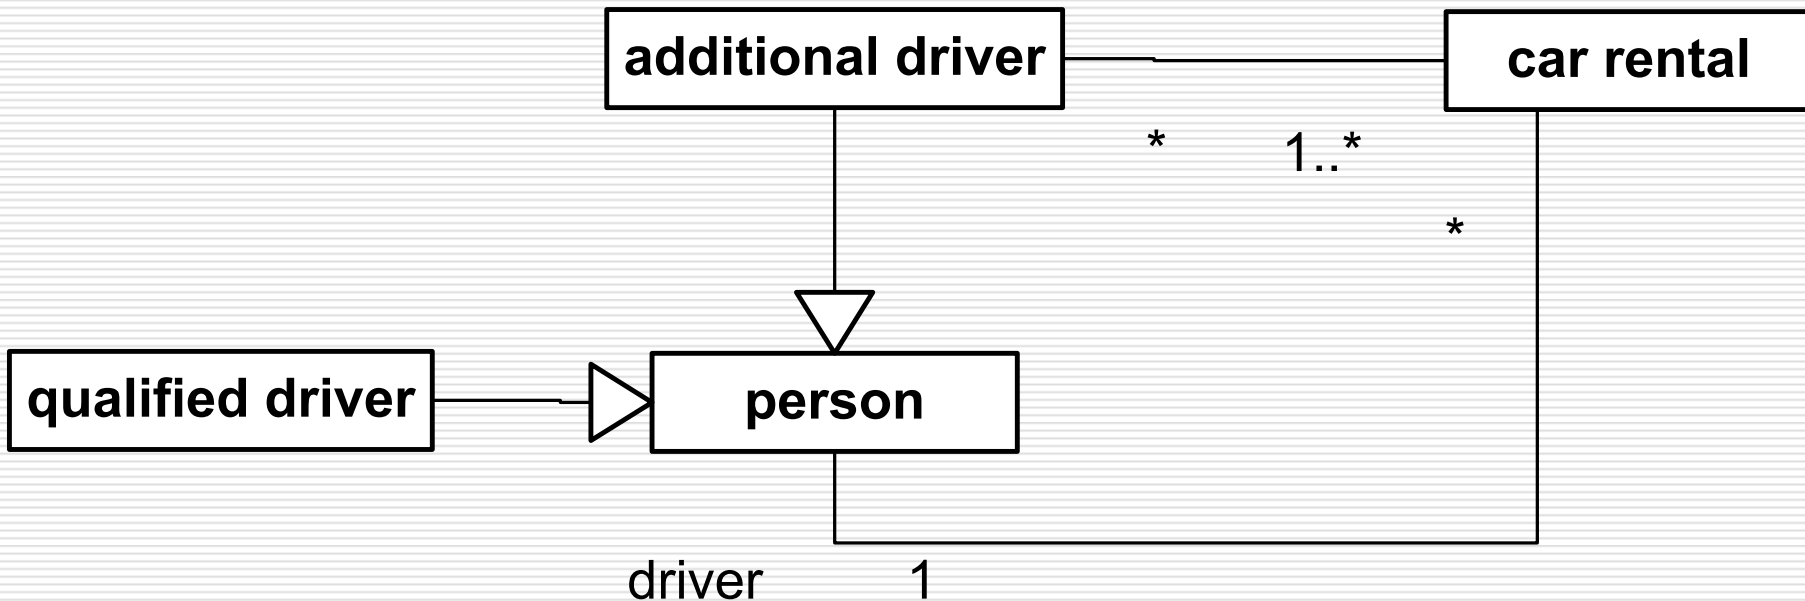 additional driver
car rental
*
1..*
*
qualified driver
person
driver
1